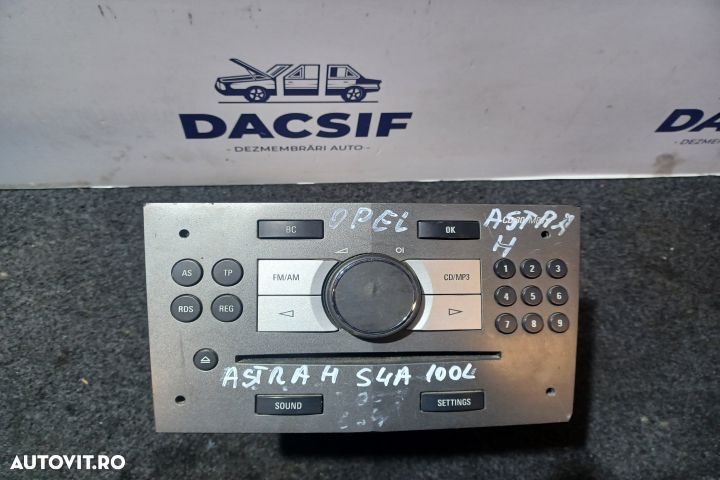 DACSIF
DEZMEMBRĂRI AUTO
DEZMEM
BC
OPEL
OK
ASTRA
H
AS
TP
FM/AM
CD/MP3
1 2 3
RDS
REG
4 5 6
7 8 9
ASTRA H S4A 100L
SOUND
SETTINGS
AUTOVIT.RO